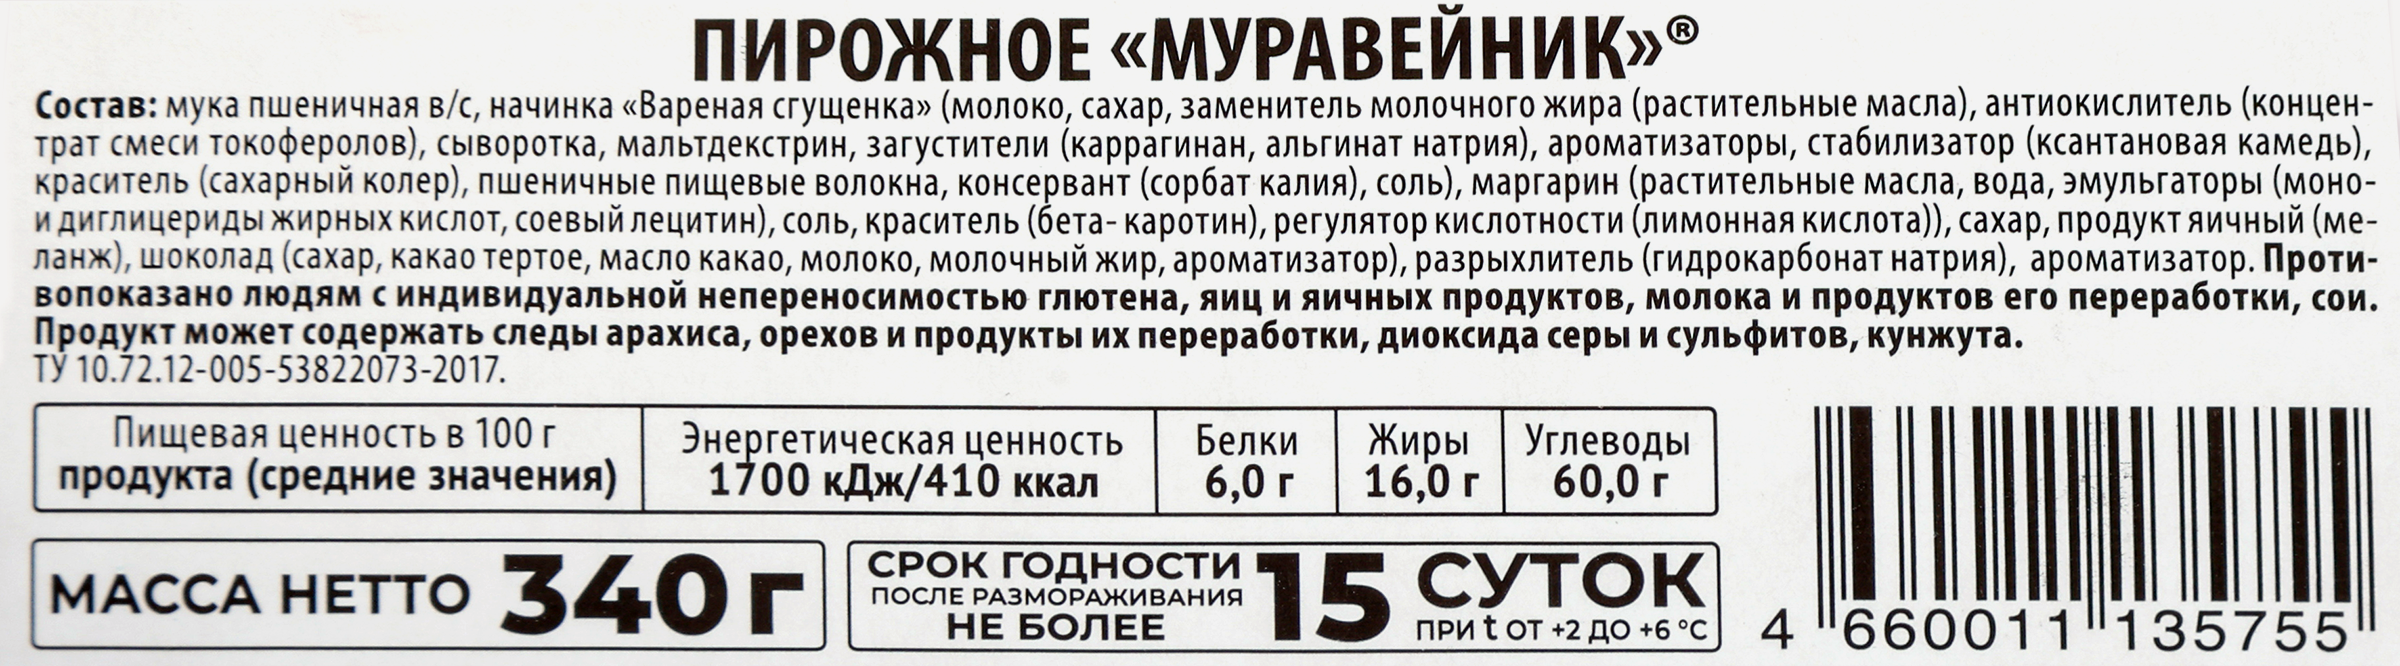 ПИРОЖНОЕ «МУРАВЕЙНИК»®
Состав: мука пшеничная в/с, начинка «Вареная сгущенка» (молоко, сахар, заменитель молочного жира (растительные масла), антиокислитель (концен-
трат смеси токоферолов), сыворотка, мальтдекстрин, загустители (каррагинан, альгинат натрия), ароматизаторы, стабилизатор (ксантановая камедь),
краситель (сахарный колер), пшеничные пищевые волокна, консервант (сорбат калия), соль), маргарин (растительные масла, вода, эмульгаторы (моно-
и диглицериды жирных кислот, соевый лецитин), соль, краситель (бета- каротин), регулятор кислотности (лимонная кислота)), сахар, продукт яичный (ме-
ланж), шоколад (сахар, какао тертое, масло какао, молоко, молочный жир, ароматизатор), разрыхлитель (гидрокарбонат натрия), ароматизатор. Проти-
вопоказано людям с индивидуальной непереносимостью глютена, яиц и яичных продуктов, молока и продуктов его переработки, сои.
Продукт может содержать следы арахиса, орехов и продукты их переработки, диоксида серы и сульфитов, кунжута.
ТУ 10.72.12-005-53822073-2017.
Пищевая ценность в 100 г
продукта (средние значения)
Энергетическая ценность
1700 кДж/410 ккал
Белки
6,0 г
Жиры
16,0 г
Углеводы
60,0 г
МАССА НЕТТО 340 г
СРОК ГОДНОСТИ
ПОСЛЕ РАЗМОРАЖИВАНИЯ
НЕ БОЛЕЕ
15 СУТОК
ПРИ t ОТ +2 ДО +6 °С
4 660011 135755